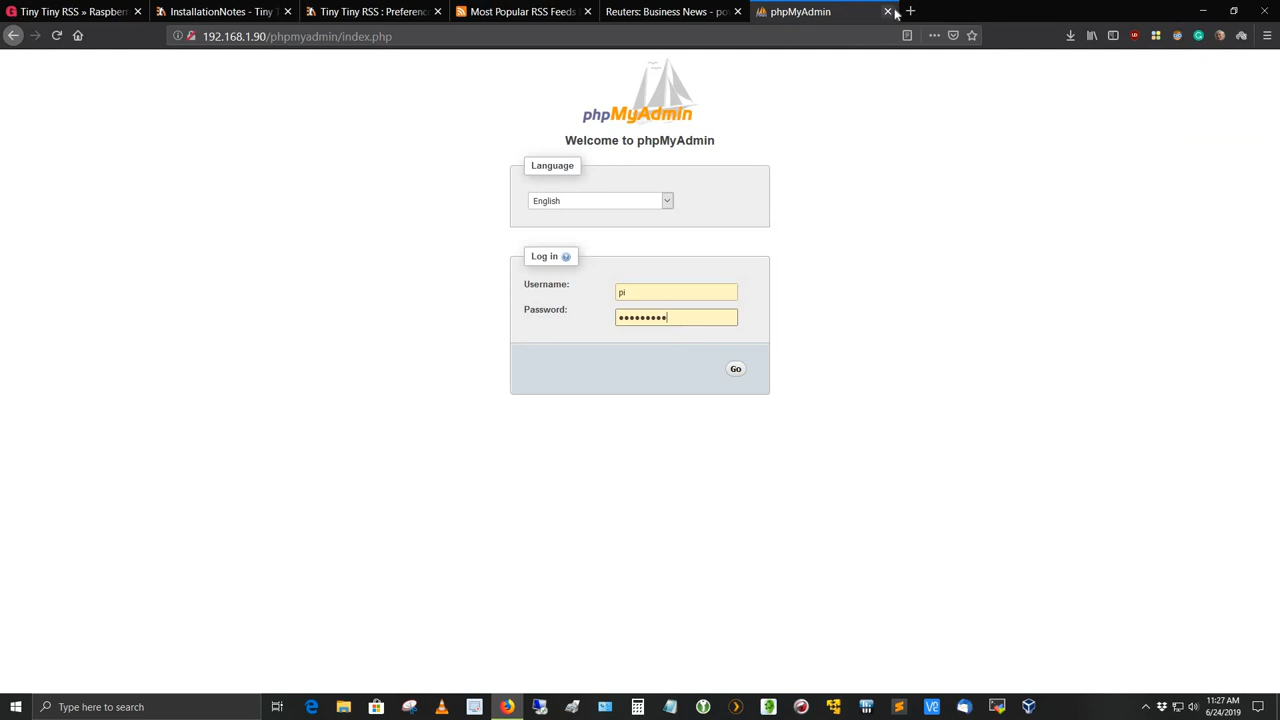 Tiny Tiny RSS » Raspberr
InstallationNotes - Tiny T
Tiny Tiny RSS : Preference
Most Popular RSS Feeds
Reuters: Business News - po
phpMyAdmin
192.168.1.90/phpmyadmin/index.php
phpMyAdmin
Welcome to phpMyAdmin
Language
English
Log in
Username:
pi
Password:
•••••••••
Go
Type here to search
11:27 AM
6/24/2019